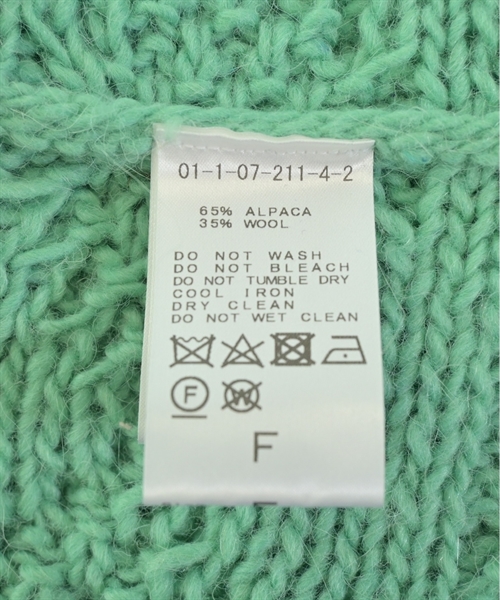 01-1-07-211-4-2
65% ALPACA
35% WOOL
DO NOT WASH
DO NOT BLEACH
DO NOT TUMBLE DRY
COOL IRON
DRY CLEAN
DO NOT WET CLEAN
F W
F